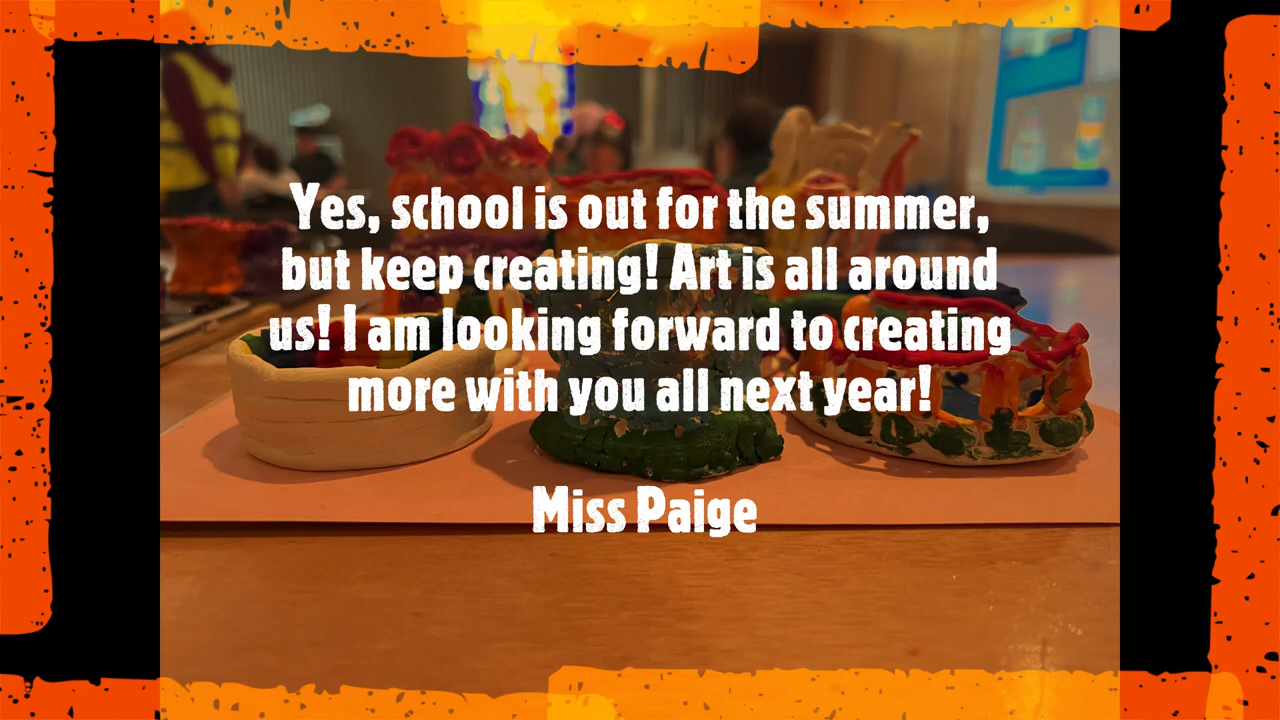 Yes, school is out for the summer,
but keep creating! Art is all around
us! I am looking forward to creating
more with you all next year!
Miss Paige